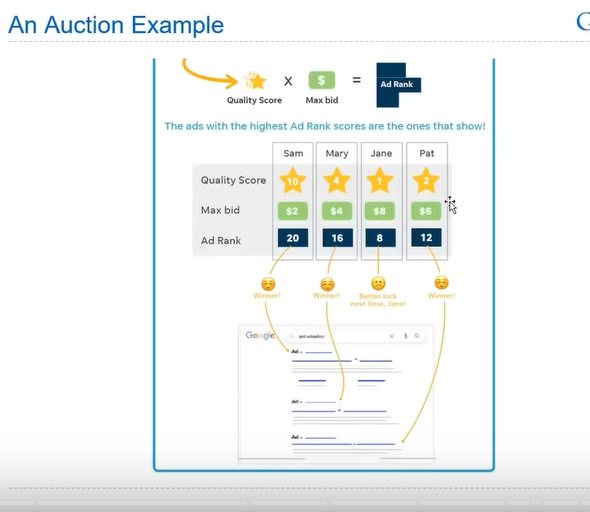 An Auction Example
G
X $ = Ad Rank
Quality Score Max bid
The ads with the highest Ad Rank scores are the ones that show!
Sam Mary Jane Pat
Quality Score 10 4 1 2
Max bid $2 $4 $8 $6
Ad Rank 20 16 8 12
Winner! Winner! Better luck Winner!
next time, Jane!
Google pet adoption
Ad •
Ad •
Ad •